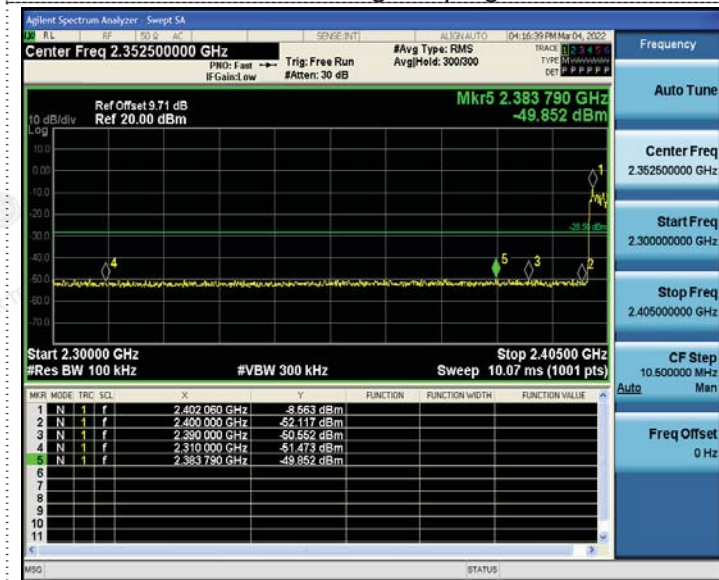 Agilent Spectrum Analyzer - Swept SA
RL RF 50 Ω AC SENSE:INT ALIGN AUTO 04:16:39 PM Mar 04, 2022
Center Freq 2.352500000 GHz
PNO: Fast
IFGain:Low
Trig: Free Run
#Atten: 30 dB
#Avg Type: RMS
Avg|Hold: 300/300
TRACE 1 2 3 4 5 6
TYPE M
DET P P P P P P
Ref Offset 9.71 dB
10 dB/div Ref 20.00 dBm
Log
Mkr5 2.383 790 GHz
-49.852 dBm
10.0
0.00
-10.0
-20.0
-30.0
-40.0
-50.0
-60.0
-70.0
1
4
5
3
2
Start 2.30000 GHz
Stop 2.40500 GHz
#Res BW 100 kHz
#VBW 300 kHz
Sweep 10.07 ms (1001 pts)
MKR MODE TRC SCL X Y FUNCTION FUNCTION WIDTH FUNCTION VALUE
1 N 1 f 2.402 060 GHz -8.563 dBm
2 N 1 f 2.400 000 GHz -52.117 dBm
3 N 1 f 2.390 000 GHz -50.552 dBm
4 N 1 f 2.310 000 GHz -51.473 dBm
5 N 1 f 2.383 790 GHz -49.852 dBm
6
7
8
9
10
11
MSG STATUS
Frequency
Auto Tune
Center Freq
2.352500000 GHz
Start Freq
2.300000000 GHz
Stop Freq
2.405000000 GHz
CF Step
10.500000 MHz
Auto Man
Freq Offset
0 Hz